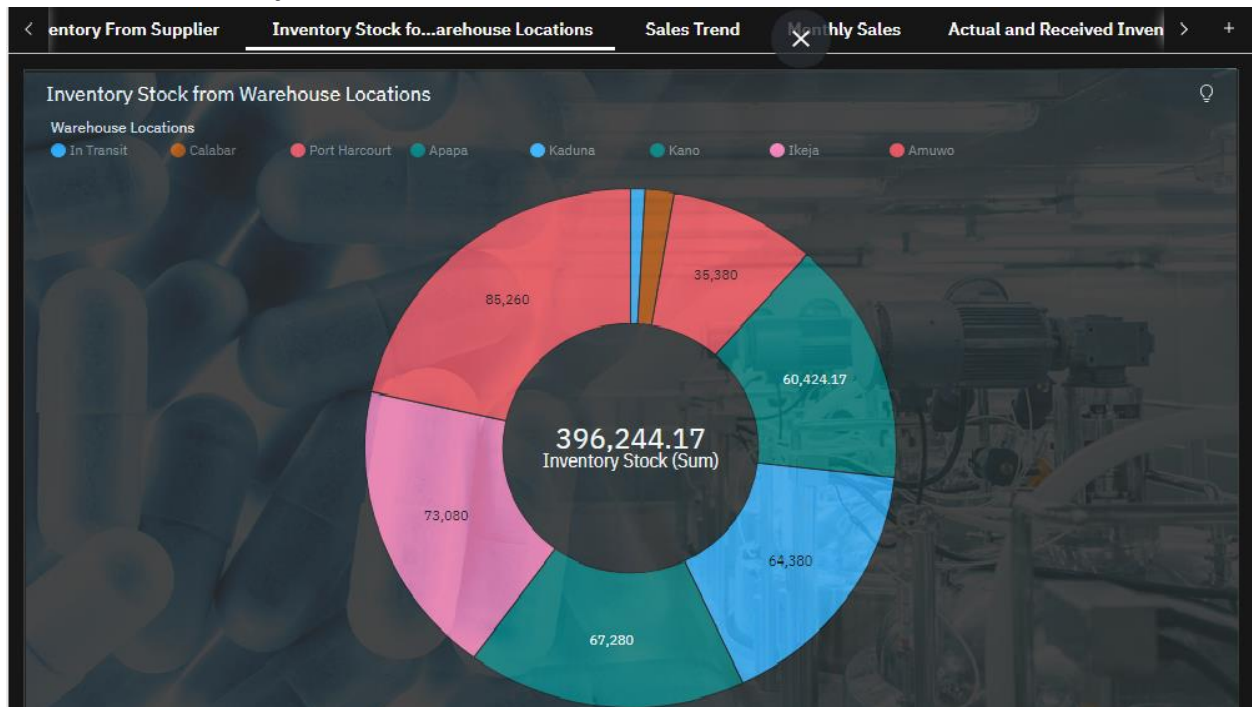 entory From Supplier Inventory Stock fo...arehouse Locations Sales Trend nthly Sales Actual and Received Inven
Inventory Stock from Warehouse Locations
Warehouse Locations
In Transit Calabar Port Harcourt Apapa Kaduna Kano Ikeja Amuwo
35,380
85,260
60,424.17
396,244.17
Inventory Stock (Sum)
73,080
64,380
67,280